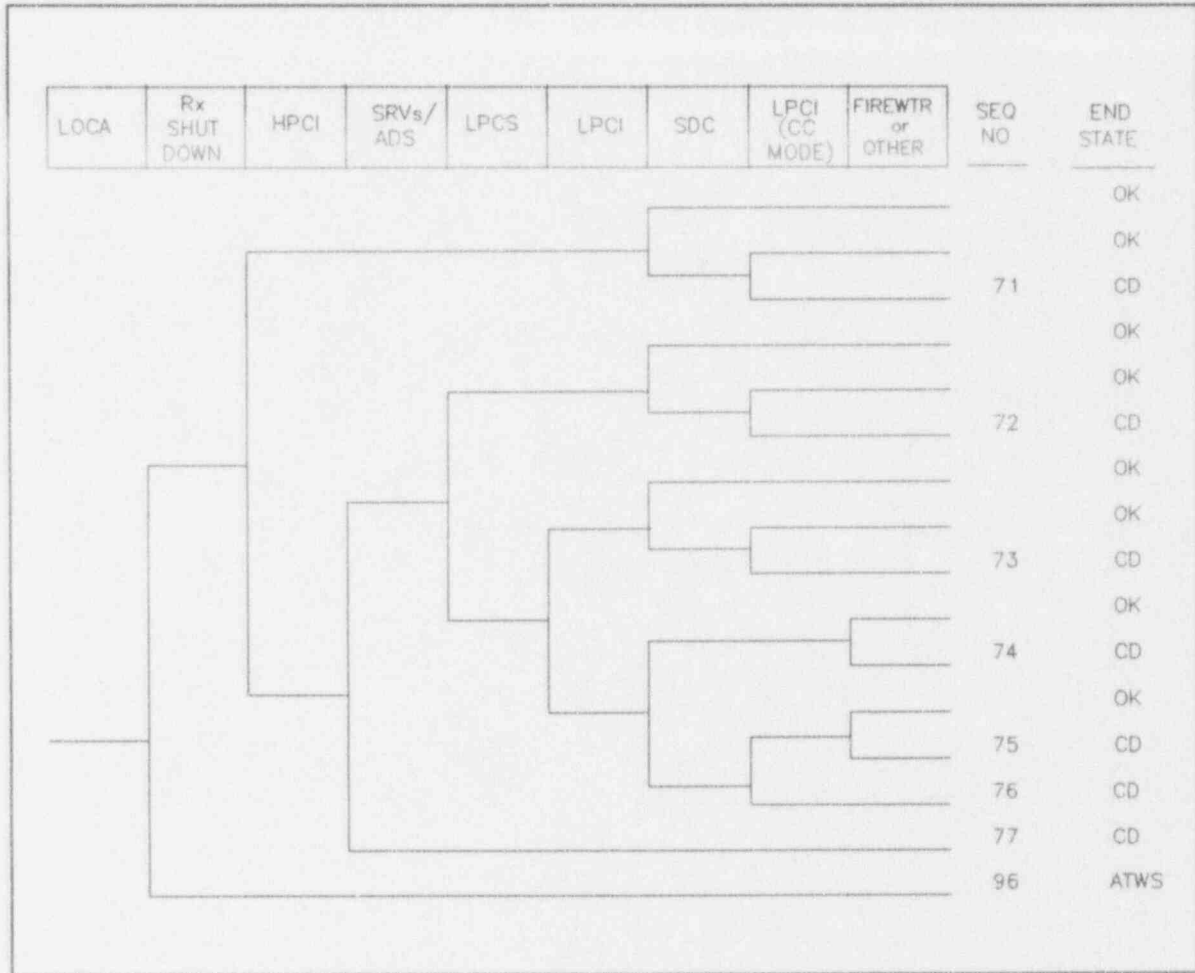 LOCA
Rx
SHUT
DOWN
HPCI
SRVs/
ADS
LPCS
LPCI
SDC
LPCI
(CC
MODE)
FIREWTR
or
OTHER
SEQ
NO
END
STATE
OK
OK
71 CD
OK
OK
72 CD
OK
OK
73 CD
OK
74 CD
OK
75 CD
76 CD
77 CD
96 ATWS